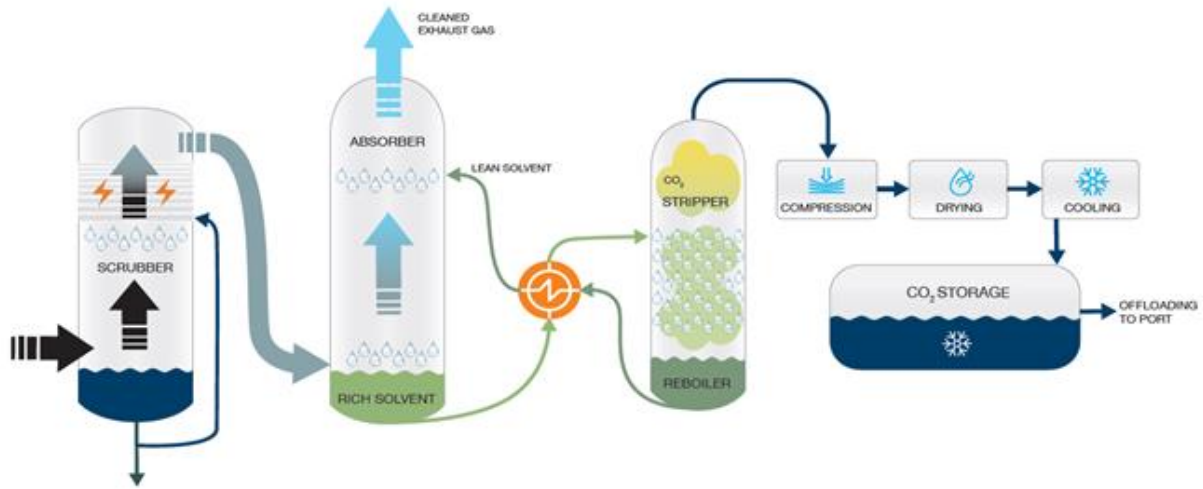 CLEANED
EXHAUST GAS
ABSORBER
LEAN SOLVENT
CO₂
STRIPPER
COMPRESSION
DRYING
COOLING
SCRUBBER
CO₂ STORAGE
OFFLOADING
TO PORT
RICH SOLVENT
REBOILER